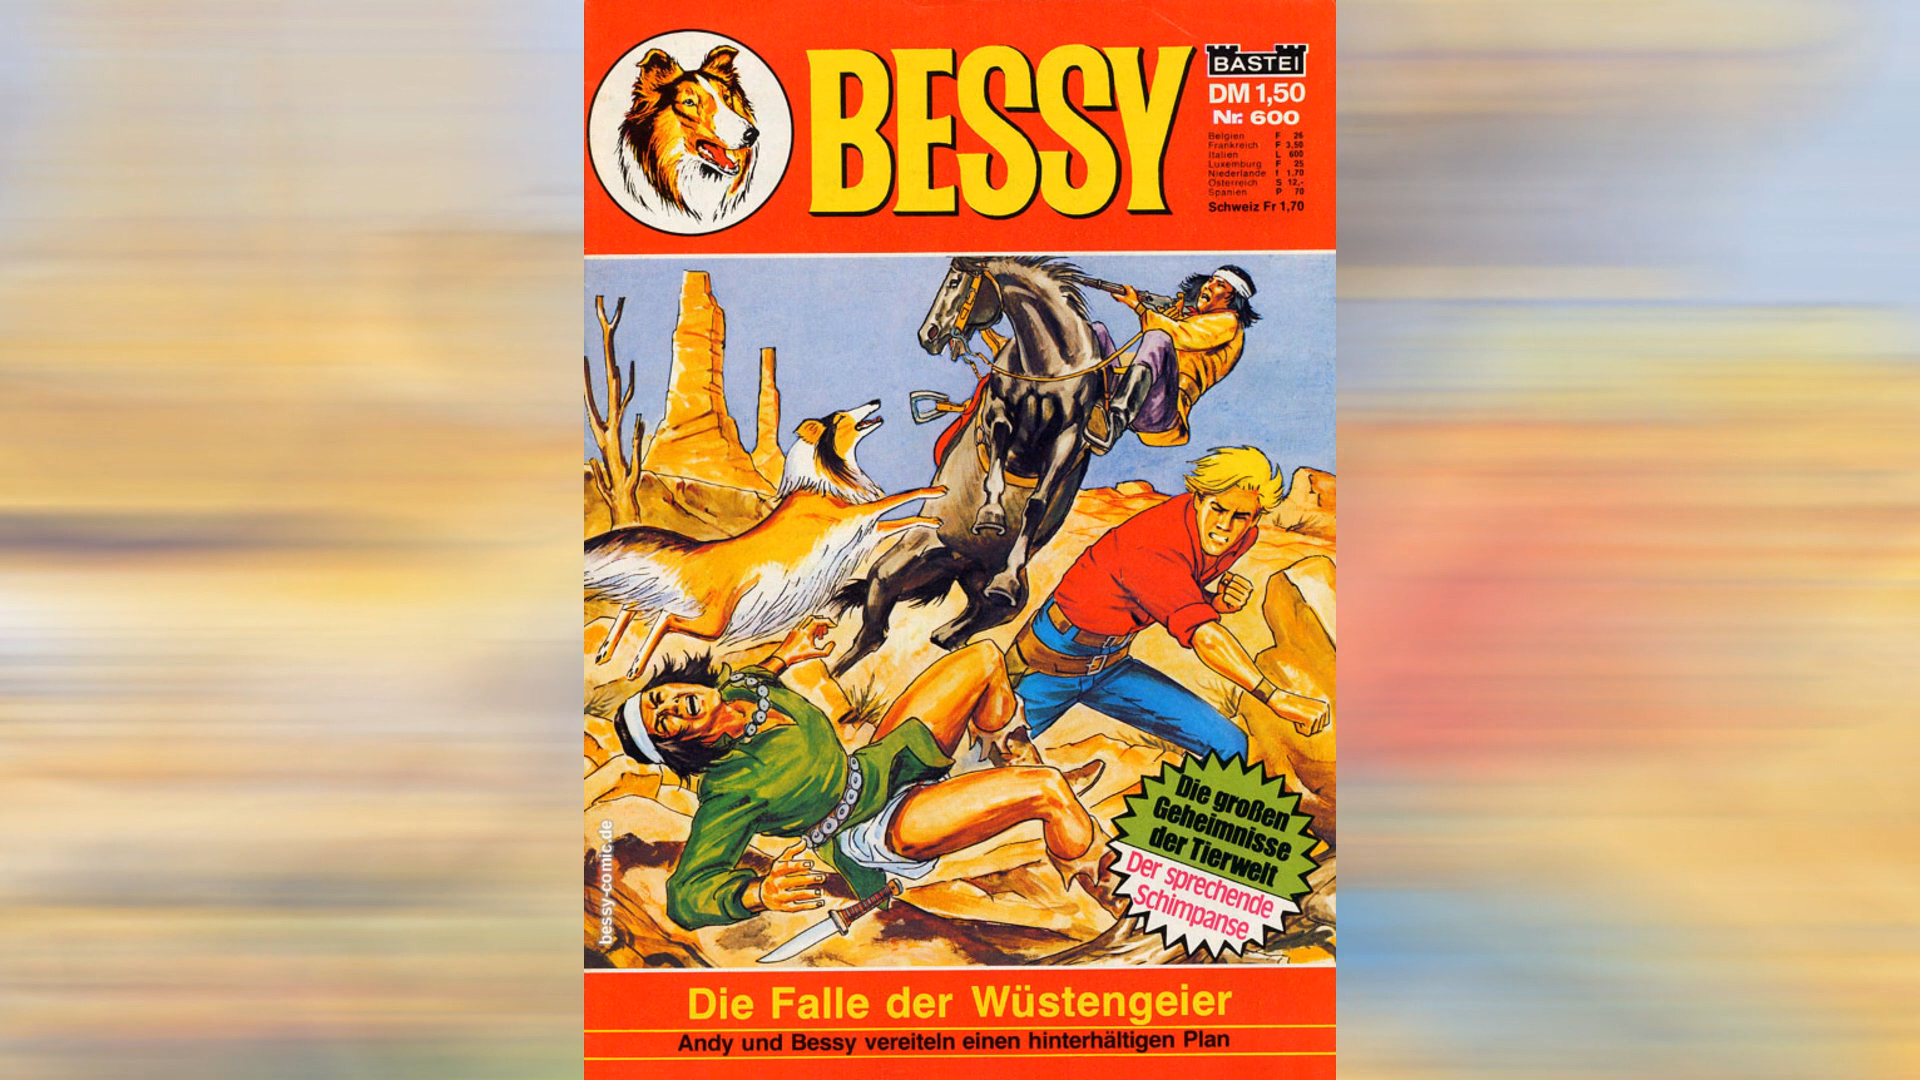 BESSY
BASTEI
DM 1,50
Nr. 600
Belgien F 26
Frankreich F 3,50
Italien L 600
Luxemburg F 25
Niederlande f 1.70
Österreich S 12,-
Spanien P 70
Schweiz Fr 1,70
Die großen
Geheimnisse
der Tierwelt
Der sprechende
Schimpanse
bessy-comic.de
Die Falle der Wüstengeier
Andy und Bessy vereiteln einen hinterhältigen Plan